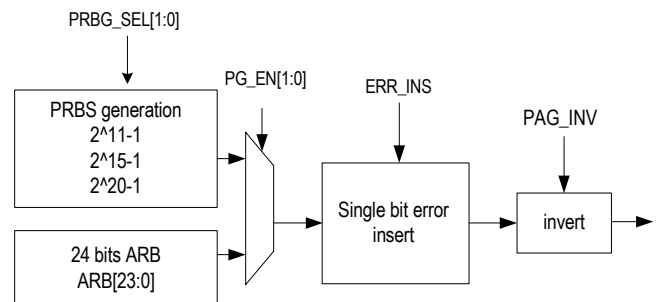 PRBG_SEL[1:0]
PG_EN[1:0]
ERR_INS
PAG_INV
PRBS generation
2^11-1
2^15-1
2^20-1
Single bit error
insert
invert
24 bits ARB
ARB[23:0]